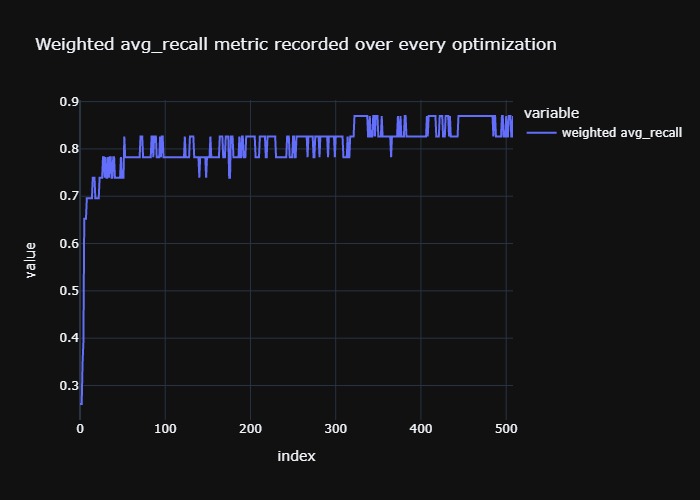 Weighted avg_recall metric recorded over every optimization
0.9
0.8
0.7
0.6
0.5
0.4
0.3
0
100
200
300
400
500
value
index
variable
weighted avg_recall